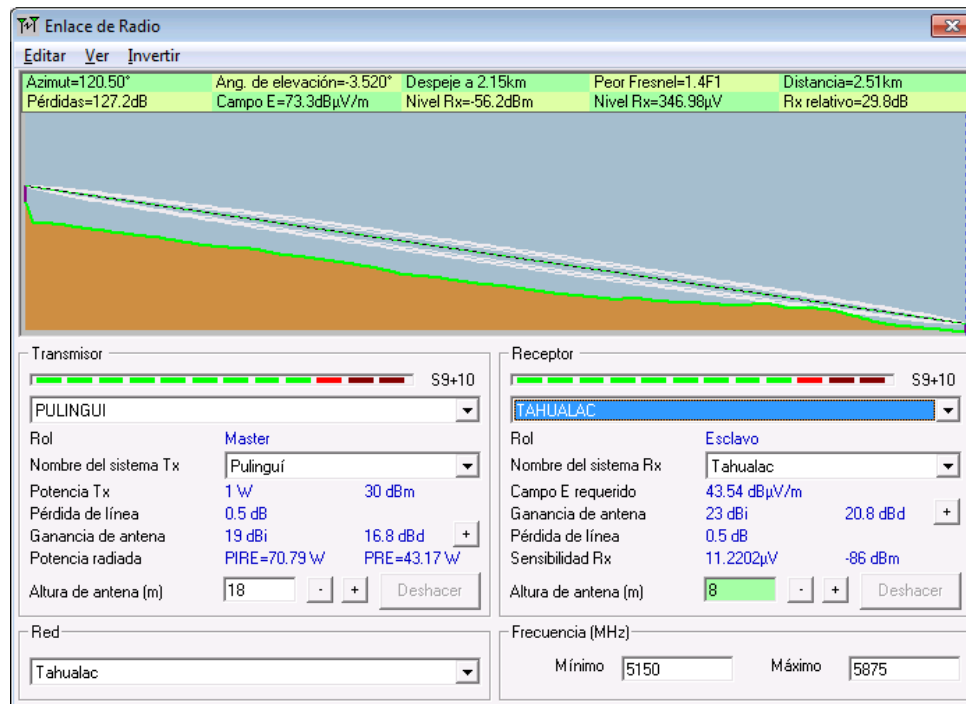 Enlace de Radio
Editar Ver Invertir
Azimut=120.50° Ang. de elevación=-3.520° Despeje a 2.15km Peor Fresnel=1.4F1 Distancia=2.51km
Pérdidas=127.2dB Campo E=73.3dBµV/m Nivel Rx=-56.2dBm Nivel Rx=346.98µV Rx relativo=29.8dB
Transmisor
S9+10
PULINGUI
Rol Master
Nombre del sistema Tx Pulinguí
Potencia Tx 1 W 30 dBm
Pérdida de línea 0.5 dB
Ganancia de antena 19 dBi 16.8 dBd +
Potencia radiada PIRE=70.79 W PRE=43.17 W
Altura de antena (m) 18 - + Deshacer
Red
Tahualac
Receptor
S9+10
TAHUALAC
Rol Esclavo
Nombre del sistema Rx Tahualac
Campo E requerido 43.54 dBµV/m
Ganancia de antena 23 dBi 20.8 dBd +
Pérdida de línea 0.5 dB
Sensibilidad Rx 11.2202µV -86 dBm
Altura de antena (m) 8 - + Deshacer
Frecuencia (MHz)
Mínimo 5150 Máximo 5875